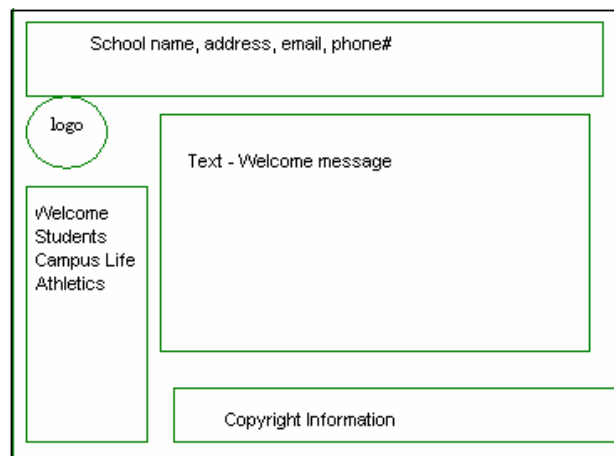 School name, address, email, phone#
logo
Text - Welcome message
Welcome
Students
Campus Life
Athletics
Copyright Information